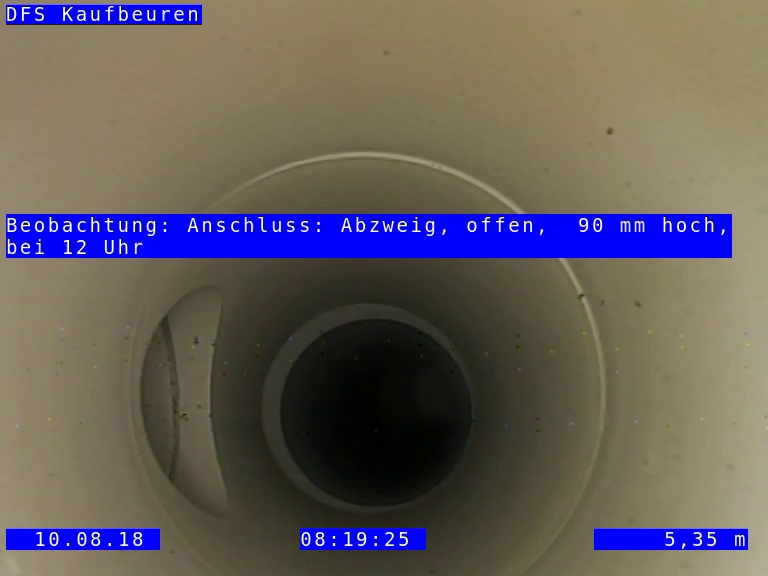 DFS Kaufbeuren
Beobachtung: Anschluss: Abzweig, offen,  90 mm hoch,
bei 12 Uhr
10.08.18
08:19:25
5,35 m